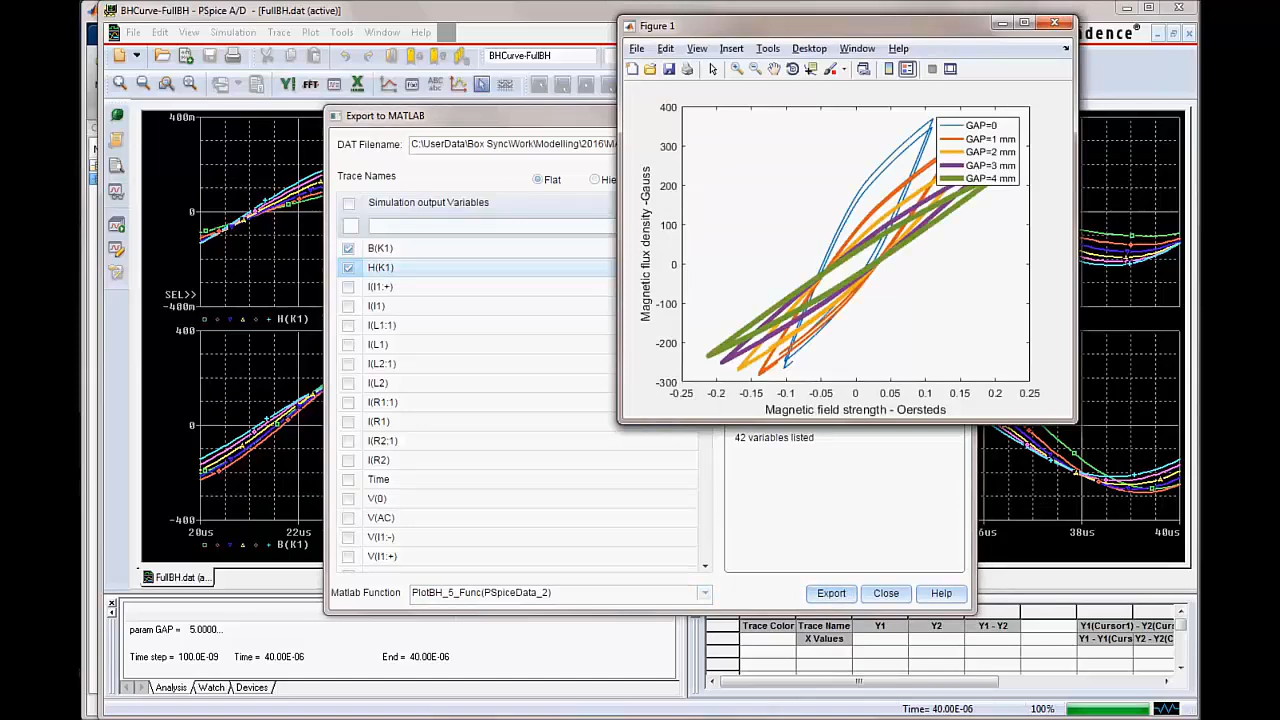 BHCurve-FullBH - PSpice A/D - [FullBH.dat (active)]
File Edit View Simulation Trace Plot Tools Window Help
dence®
BHCurve-FullBH
FFT
ABC
400m
0
SEL>>
-400m
H(K1)
400
0
-400
20us 22us
B(K1)
FullBH.dat (a...
6us 38us 40us
Export to MATLAB
DAT Filename: C:\UserData\Box Sync\Work\Modelling\2016\MA
Trace Names
Flat Hie
Simulation output Variables
B(K1)
H(K1)
I(I1:+)
I(I1)
I(L1:1)
I(L1)
I(L2:1)
I(L2)
I(R1:1)
I(R1)
I(R2:1)
I(R2)
Time
V(0)
V(AC)
V(I1:-)
V(I1:+)
42 variables listed
Matlab Function PlotBH_5_Func(PSpiceData_2)
Export Close Help
Figure 1
File Edit View Insert Tools Desktop Window Help
400
300
200
100
0
-100
-200
-300
-0.25 -0.2 -0.15 -0.1 -0.05 0 0.05 0.1 0.15 0.2 0.25
Magnetic flux density -Gauss
Magnetic field strength - Oersteds
GAP=0
GAP=1 mm
GAP=2 mm
GAP=3 mm
GAP=4 mm
param GAP = 5.0000...
Time step = 100.0E-09 Time = 40.00E-06 End = 40.00E-06
Analysis Watch Devices
Trace Color Trace Name Y1 Y2 Y1 - Y2 Y1(Cursor1) - Y2(Cur
X Values Y1 - Y1(Curs Y2 - Y2(C
Time= 40.00E-06 100%